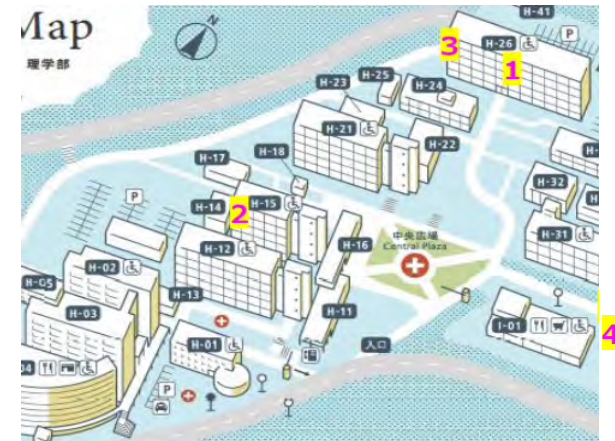 Map
N
理学部
H-41
P
3
H-26
1
H-25
H-23
H-24
H-21
H-22
H-18
H-17
H-32
P
H-14
2
H-15
H-31
中央広場
Central Plaza
H-12
H-16
H-02
H-05
H-13
H-03
H-11
I-01
4
H-01
入口
P